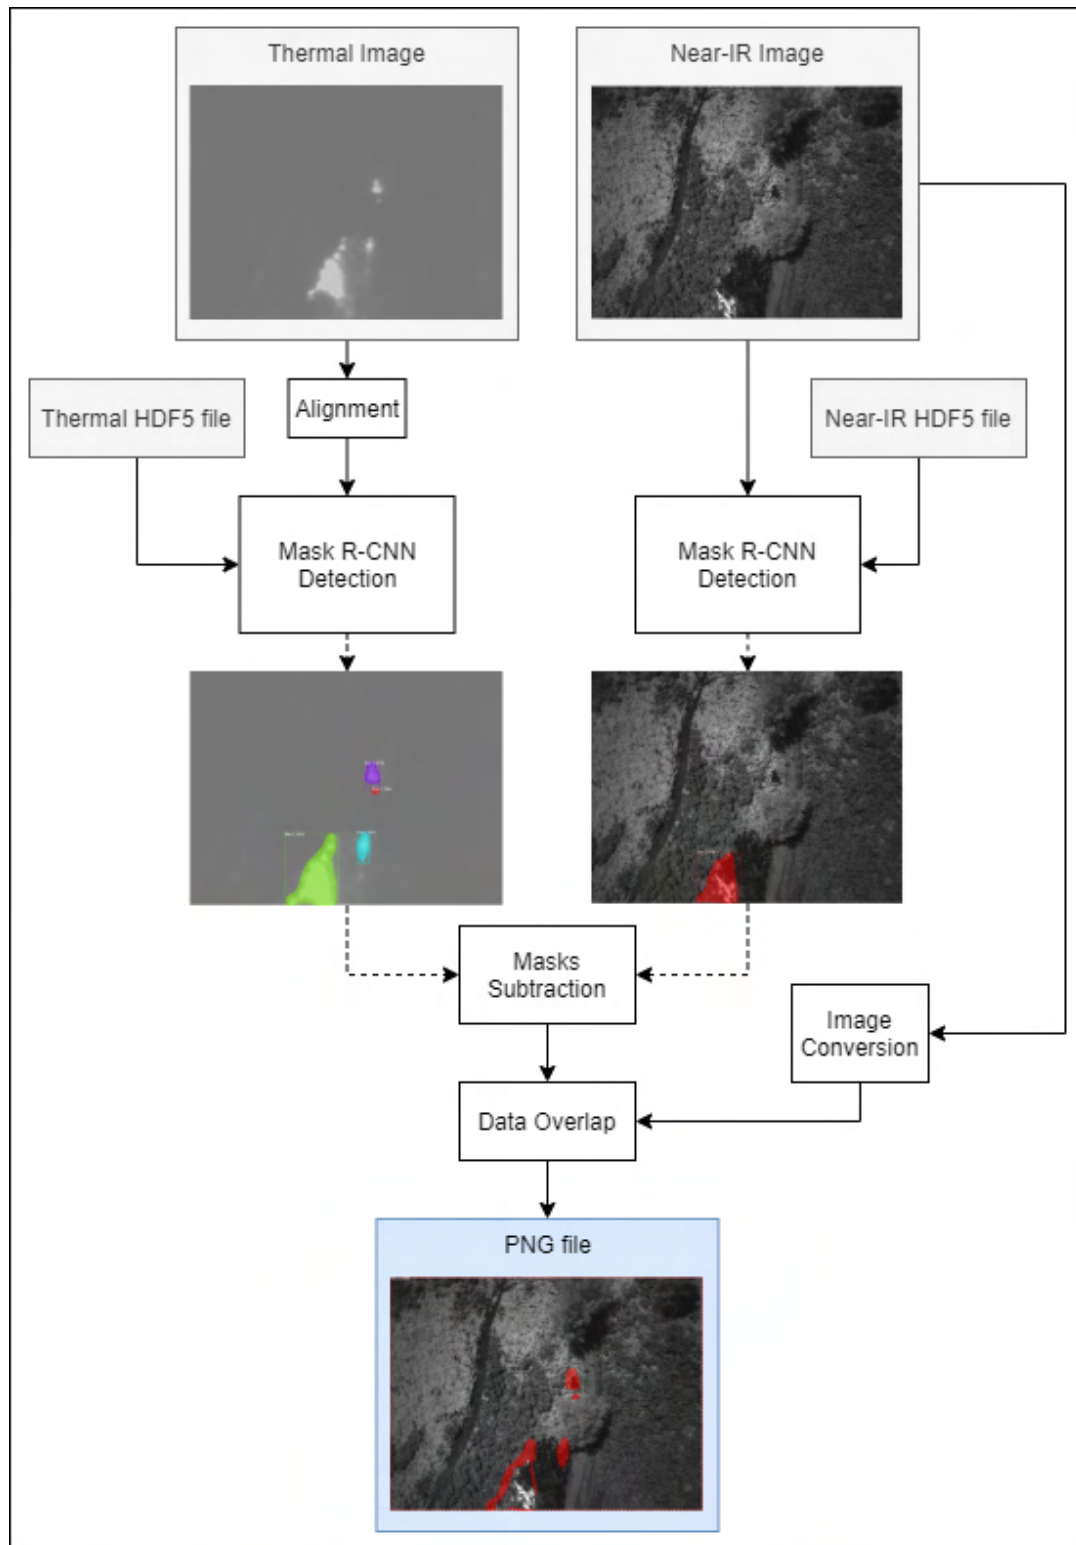 Thermal Image
Near-IR Image
Alignment
Thermal HDF5 file
Near-IR HDF5 file
Mask R-CNN
Detection
Mask R-CNN
Detection
Masks
Subtraction
Image
Conversion
Data Overlap
PNG file